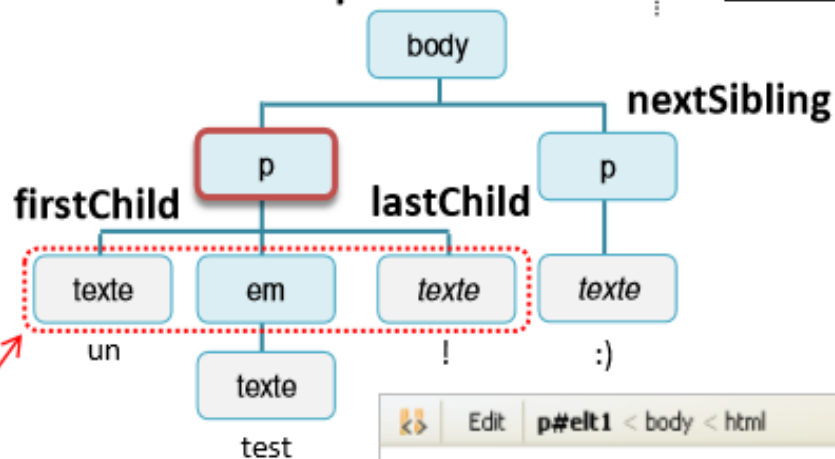 body
nextSibling
p
p
firstChild
lastChild
texte
em
texte
texte
un
!
:)
texte
test
Edit p#elt1 < body < html